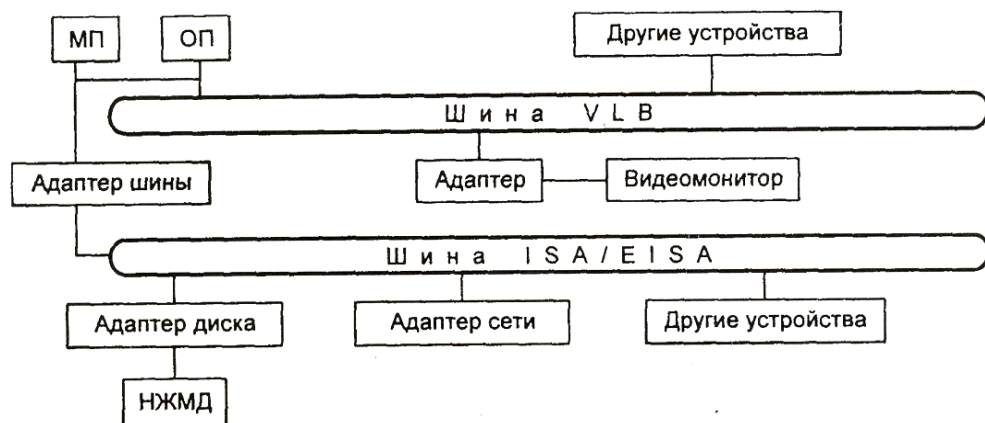 МП
ОП
Другие устройства
Шина VLB
Адаптер шины
Адаптер
Видеомонитор
Шина ISA/EISA
Адаптер диска
Адаптер сети
Другие устройства
НЖМД